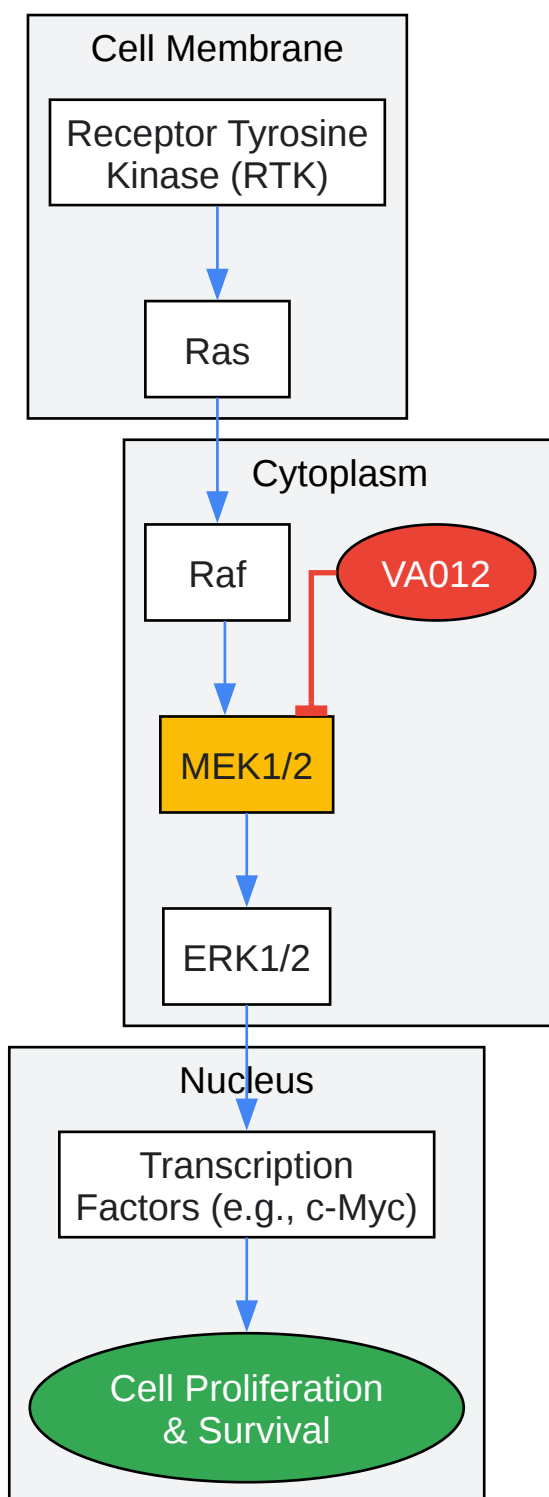 Cell Membrane
Receptor Tyrosine
Kinase (RTK)
Ras
Cytoplasm
Raf
VA012
MEK1/2
ERK1/2
Nucleus
Transcription
Factors (e.g., c-Myc)
Cell Proliferation
& Survival